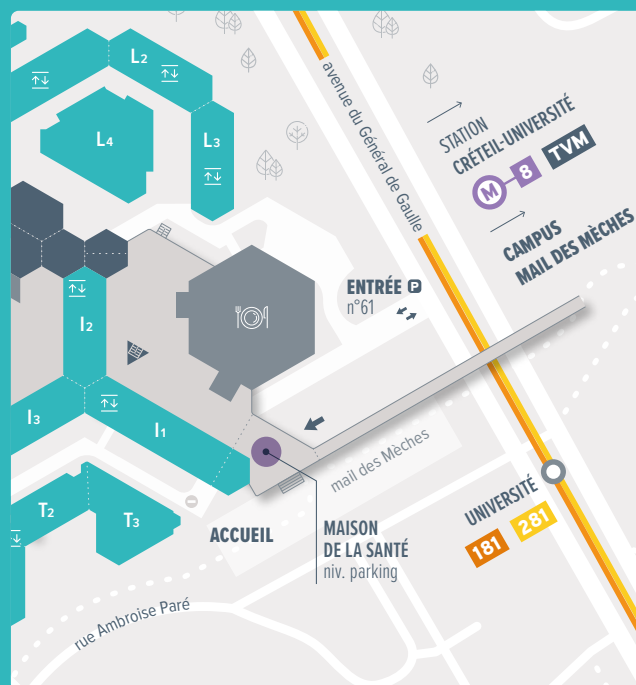 L2
L4
L3
avenue du Général de Gaulle
STATION
CRÉTEIL-UNIVERSITÉ
M 8 TVM
CAMPUS
MAIL DES MÈCHES
ENTRÉE P
n°61
I2
I3
I1
mail des Mèches
T2
T3
ACCUEIL
MAISON
DE LA SANTÉ
niv. parking
UNIVERSITÉ
181 281
rue Ambroise Paré